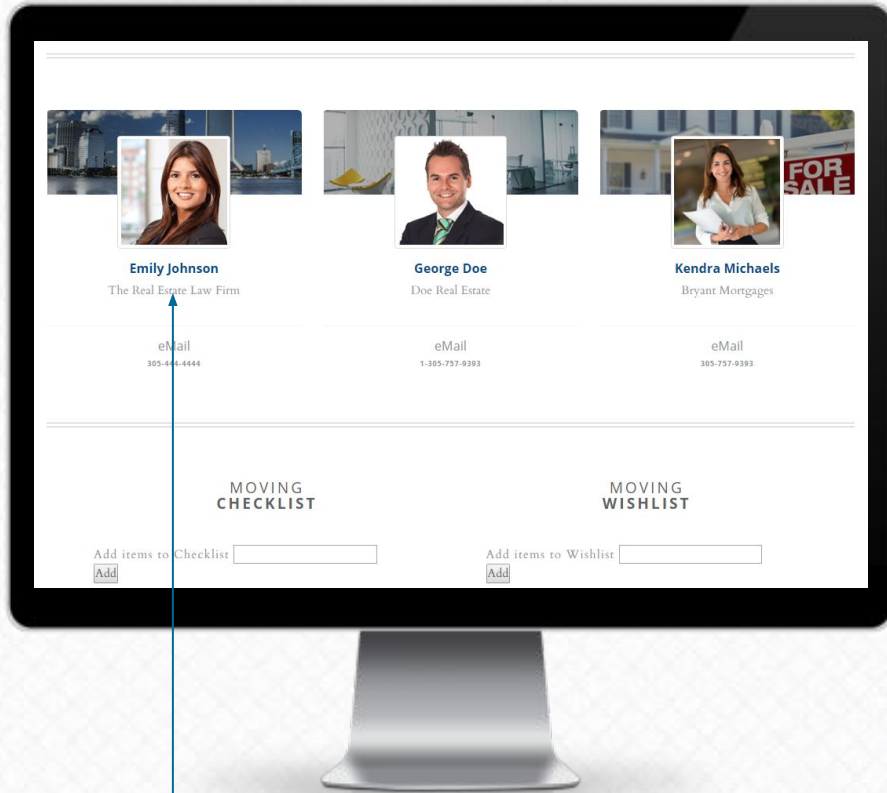 FOR
SALE
Emily Johnson
The Real Estate Law Firm
eMail
305-444-4444
George Doe
Doe Real Estate
eMail
1-305-757-9393
Kendra Michaels
Bryant Mortgages
eMail
305-757-9393
MOVING
CHECKLIST
Add items to Checklist
Add
MOVING
WISHLIST
Add items to Wishlist
Add